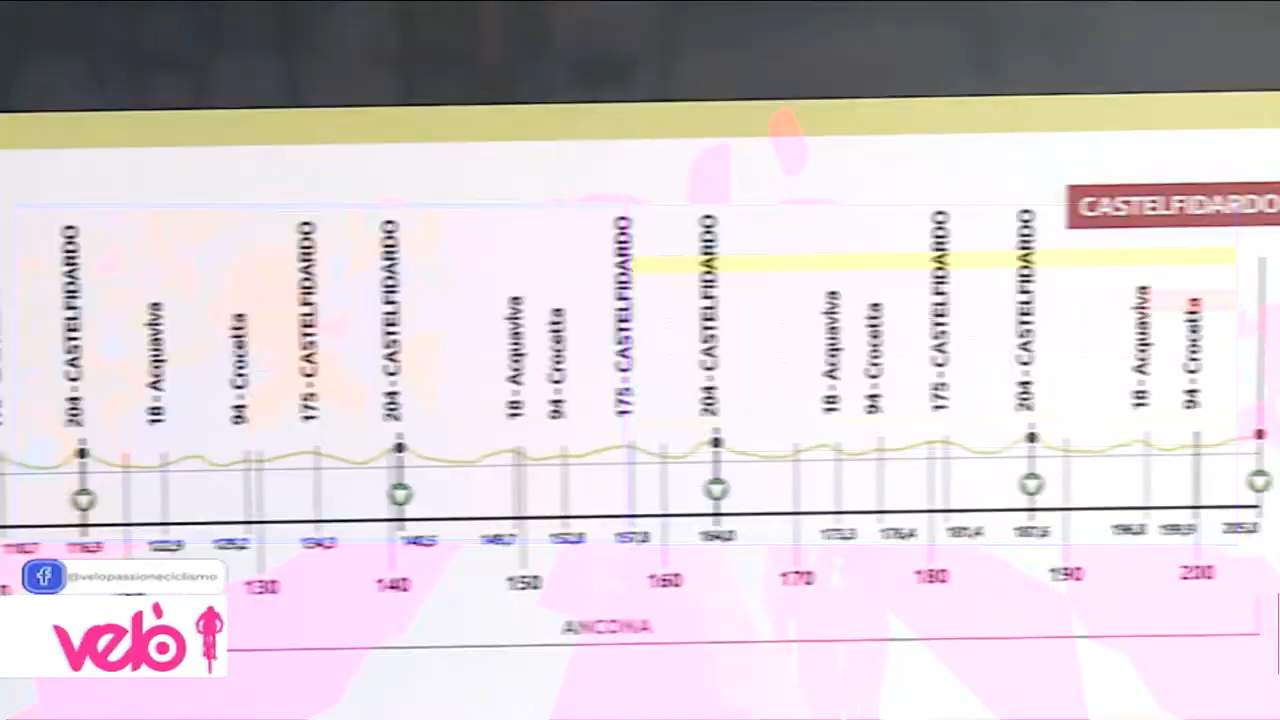 CASTELFIDARDO
204 - CASTELFIDARDO
18 - Acquaviva
94 - Crocetta
175 - CASTELFIDARDO
204 - CASTELFIDARDO
18 - Acquaviva
94 - Crocetta
175 - CASTELFIDARDO
204 - CASTELFIDARDO
18 - Acquaviva
94 - Crocetta
175 - CASTELFIDARDO
204 - CASTELFIDARDO
18 - Acquaviva
94 - Crocetta
130 140 150 160 170 180 190 200
ANCONA
@velopassioneciclismo
velò